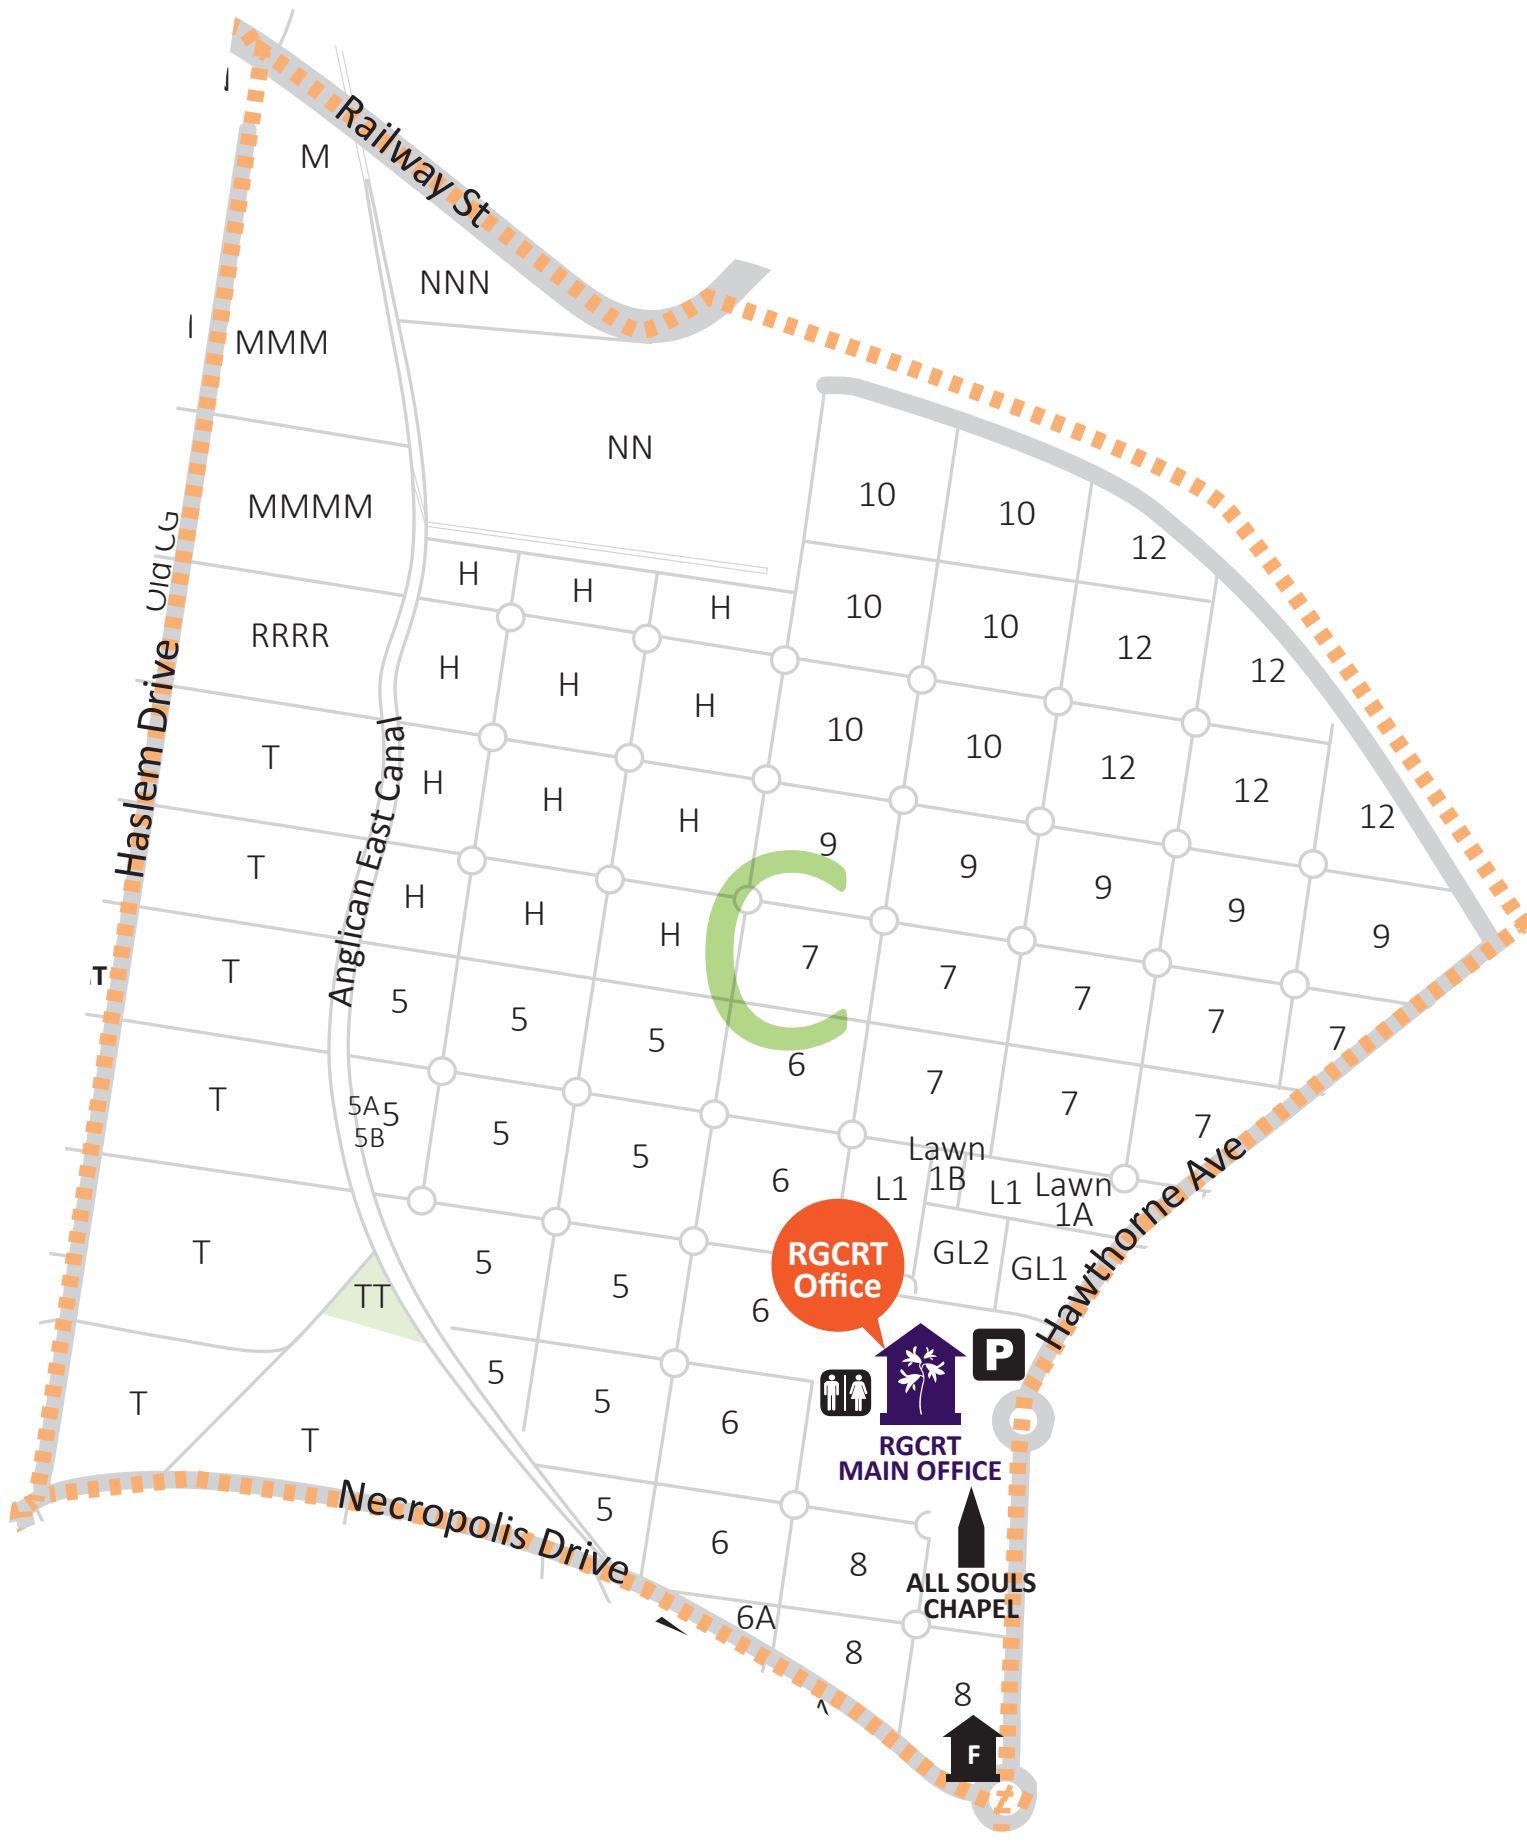 M
Railway St
NNN
MMM
NN
10
10
MMMM
12
H
H
H
10
10
RRRR
12
12
H
H
H
10
10
12
12
12
Haslem Drive
T
H
H
H
9
9
9
9
9
T
Anglican East Canal
H
H
H
C
7
7
7
7
7
T
T
5
5
5
6
7
7
7
T
5A
5
5B
5
5
6
Lawn
1B
L1
L1
Lawn
1A
Hawthorne Ave
T
TT
5
5
6
RGCRT
Office
GL2
GL1
5
P
T
T
5
6
RGCRT
MAIN OFFICE
Necropolis Drive
5
6
8
ALL SOULS
CHAPEL
6A
8
8
F